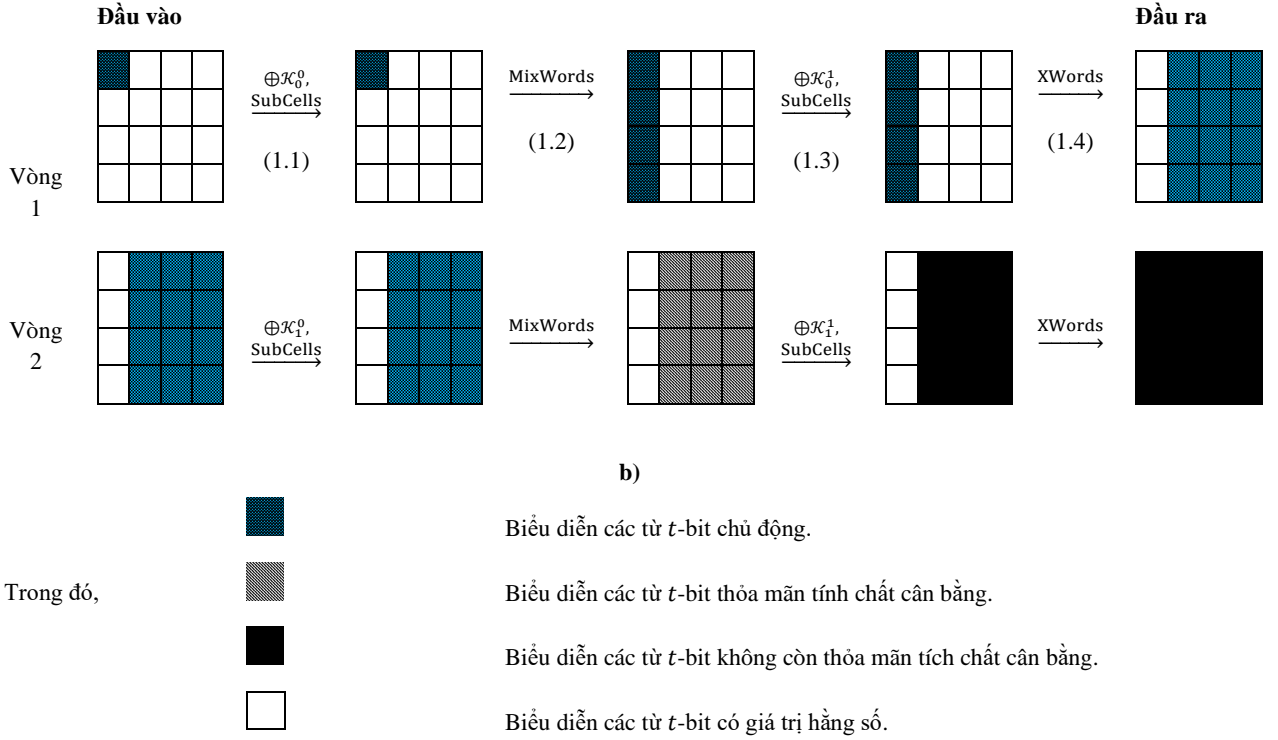 Đầu vào
Đầu ra
Vòng
1
⊕𝒦₀⁰,
SubCells
(1.1)
MixWords
(1.2)
⊕𝒦₀¹,
SubCells
(1.3)
XWords
(1.4)
Vòng
2
⊕𝒦₁⁰,
SubCells
MixWords
⊕𝒦₁¹,
SubCells
XWords
b)
Trong đó,
Biểu diễn các từ t-bit chủ động.
Biểu diễn các từ t-bit thỏa mãn tính chất cân bằng.
Biểu diễn các từ t-bit không còn thỏa mãn tích chất cân bằng.
Biểu diễn các từ t-bit có giá trị hằng số.